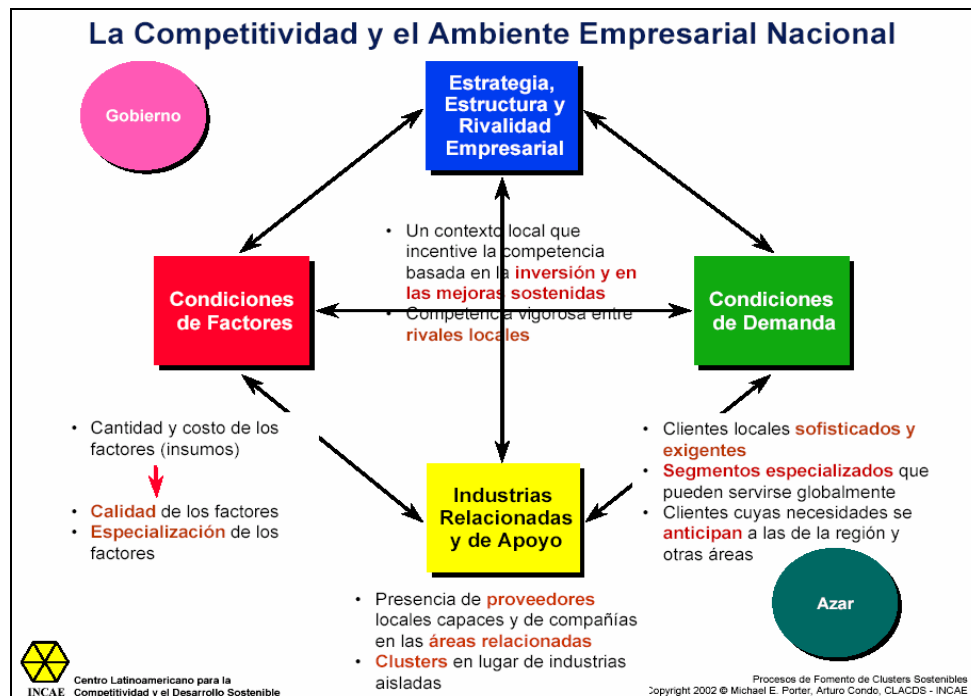 La Competitividad y el Ambiente Empresarial Nacional
Gobierno
Estrategia,
Estructura y
Rivalidad
Empresarial
• Un contexto local que
incentive la competencia
basada en la inversión y en
las mejoras sostenidas
• Competencia vigorosa entre
rivales locales
Condiciones
de Factores
Condiciones
de Demanda
• Cantidad y costo de los
factores (insumos)
• Calidad de los factores
• Especialización de los
factores
Industrias
Relacionadas
y de Apoyo
• Clientes locales sofisticados y
exigentes
• Segmentos especializados que
pueden servirse globalmente
• Clientes cuyas necesidades se
anticipan a las de la región y
otras áreas
Azar
• Presencia de proveedores
locales capaces y de compañías
en las áreas relacionadas
• Clusters en lugar de industrias
aisladas
INCAE
Centro Latinoamericano para la
Competitividad y el Desarrollo Sostenible
Procesos de Fomento de Clusters Sostenibles
Copyright 2002 © Michael E. Porter, Arturo Condo, CLACDS - INCAE